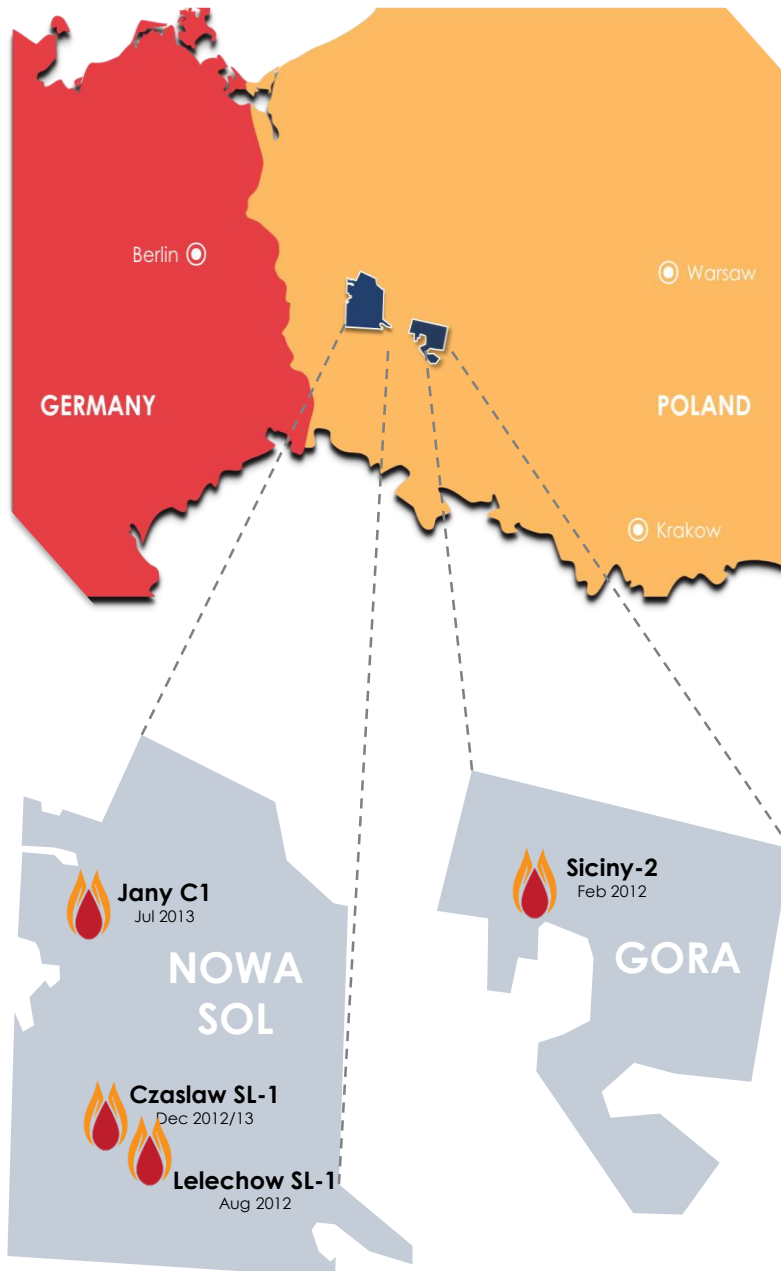 Berlin
Warsaw
GERMANY
POLAND
Krakow
Jany C1
Jul 2013
NOWA
SOL
Czaslaw SL-1
Dec 2012/13
Lelechow SL-1
Aug 2012
Siciny-2
Feb 2012
GORA